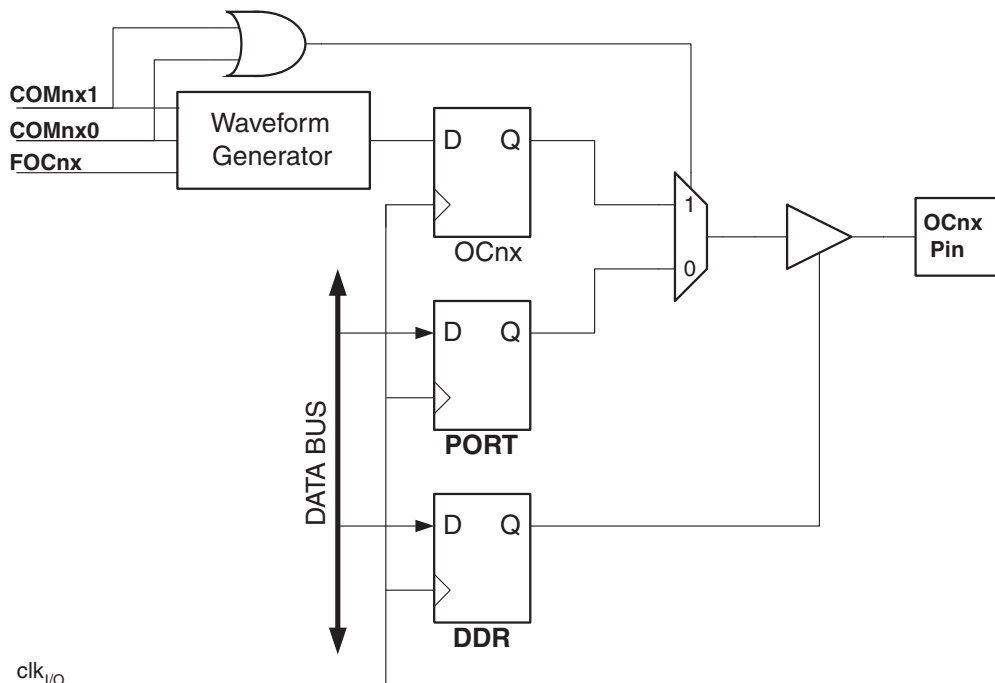 COMnx1
COMnx0
FOCnx
Waveform
Generator
D Q
OCnx
1
0
OCnx
Pin
D Q
PORT
DATA BUS
D Q
DDR
clkI/O